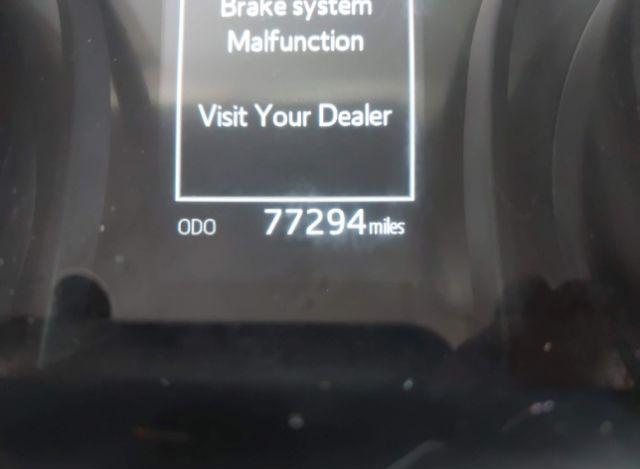 Brake system
Malfunction
Visit Your Dealer
ODO 77294 miles